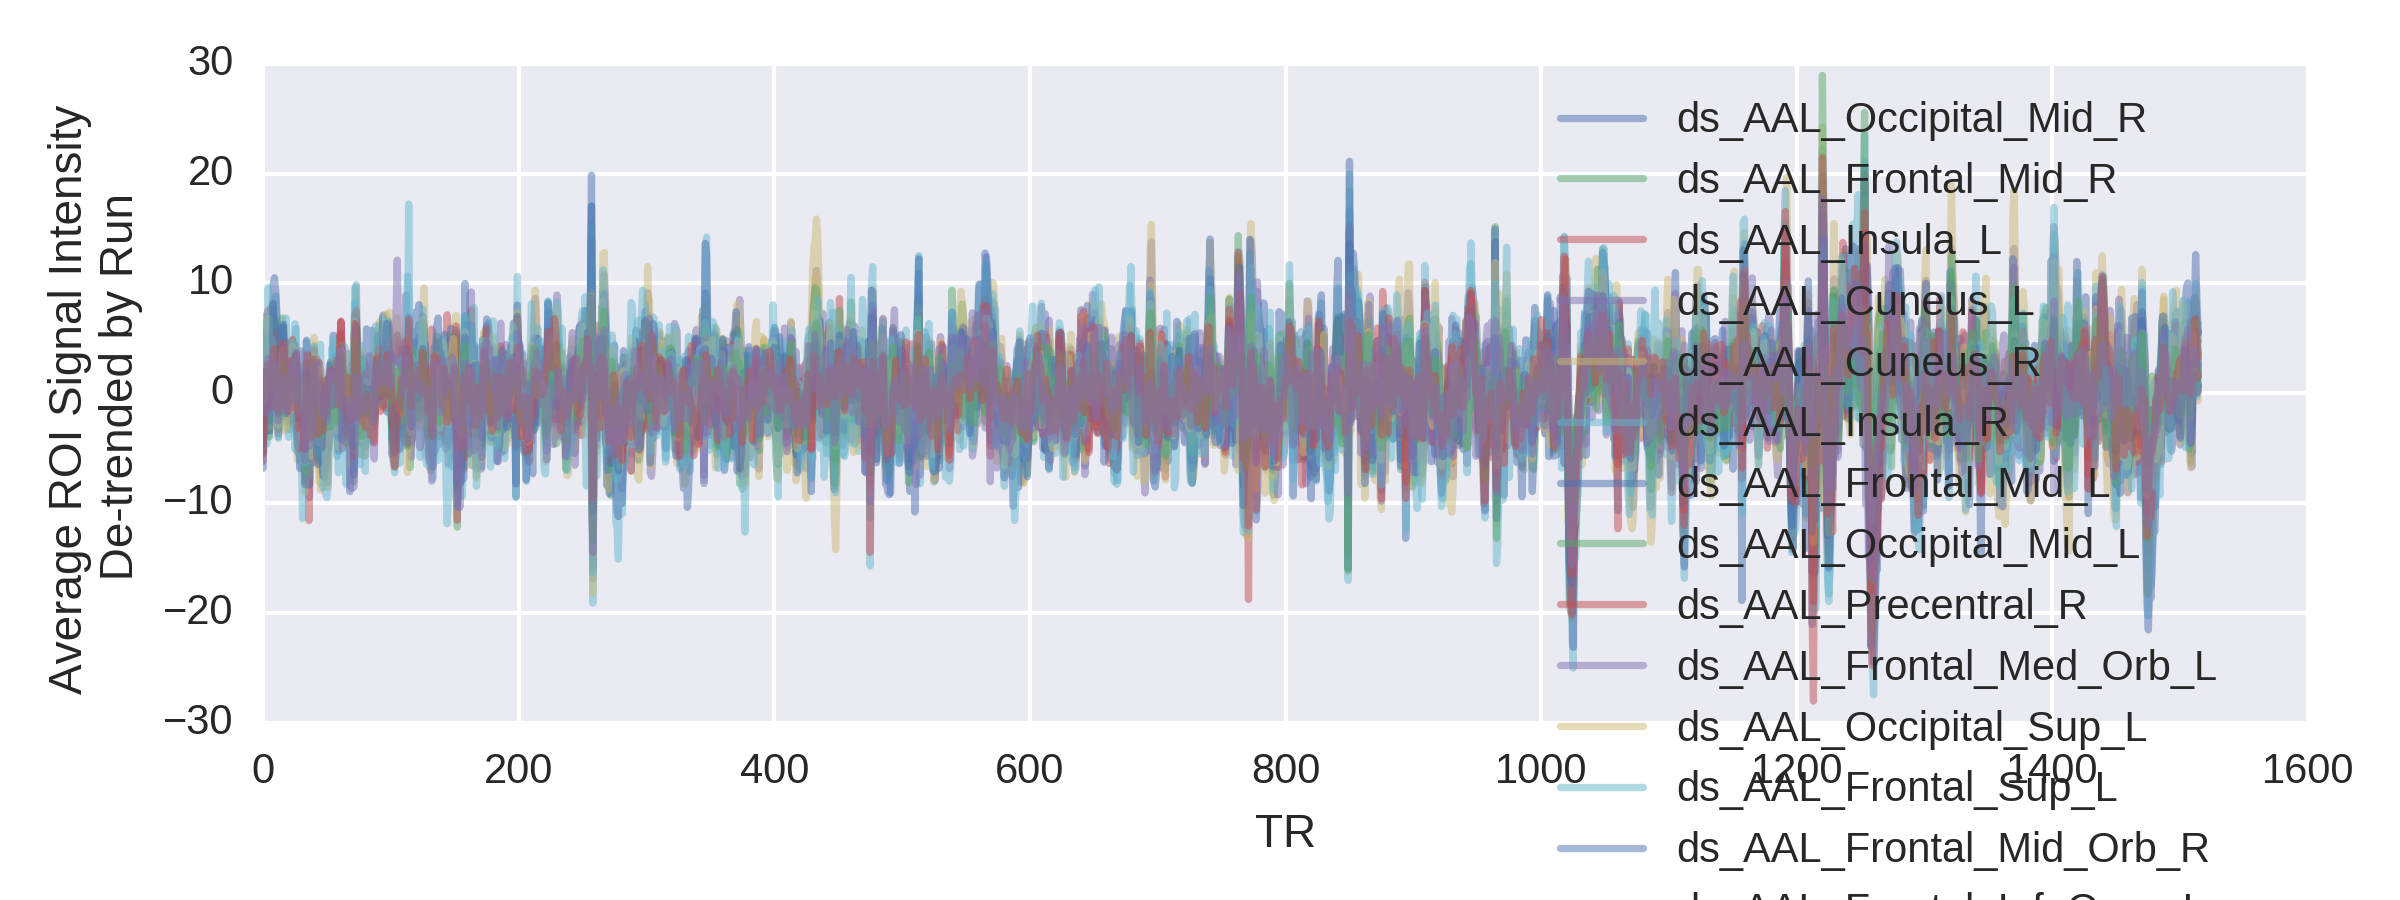 Average ROI Signal Intensity
De-trended by Run
30
20
10
0
−10
−20
−30
0
200
400
600
800
1000
1200
1400
1600
TR
ds_AAL_Occipital_Mid_R
ds_AAL_Frontal_Mid_R
ds_AAL_Insula_L
ds_AAL_Cuneus_L
ds_AAL_Cuneus_R
ds_AAL_Insula_R
ds_AAL_Frontal_Mid_L
ds_AAL_Occipital_Mid_L
ds_AAL_Precentral_R
ds_AAL_Frontal_Med_Orb_L
ds_AAL_Occipital_Sup_L
ds_AAL_Frontal_Sup_L
ds_AAL_Frontal_Mid_Orb_R